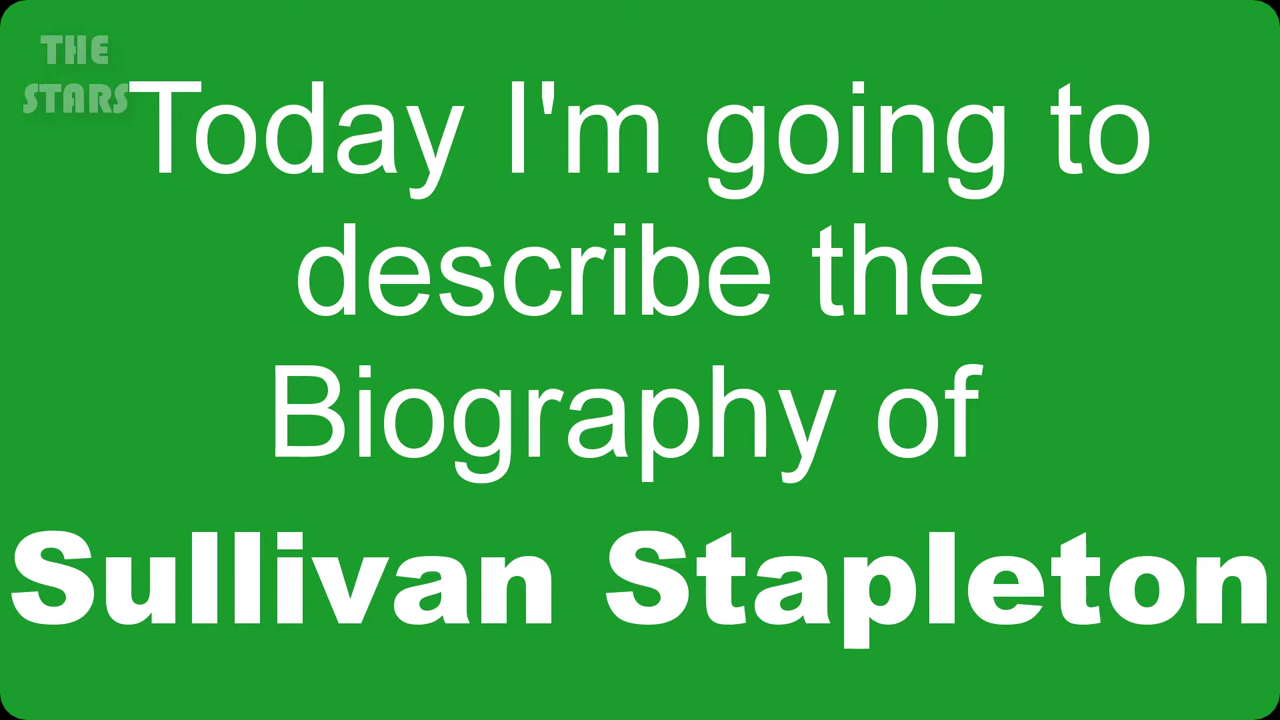 THE
STARS
Today I'm going to
describe the
Biography of
Sullivan Stapleton